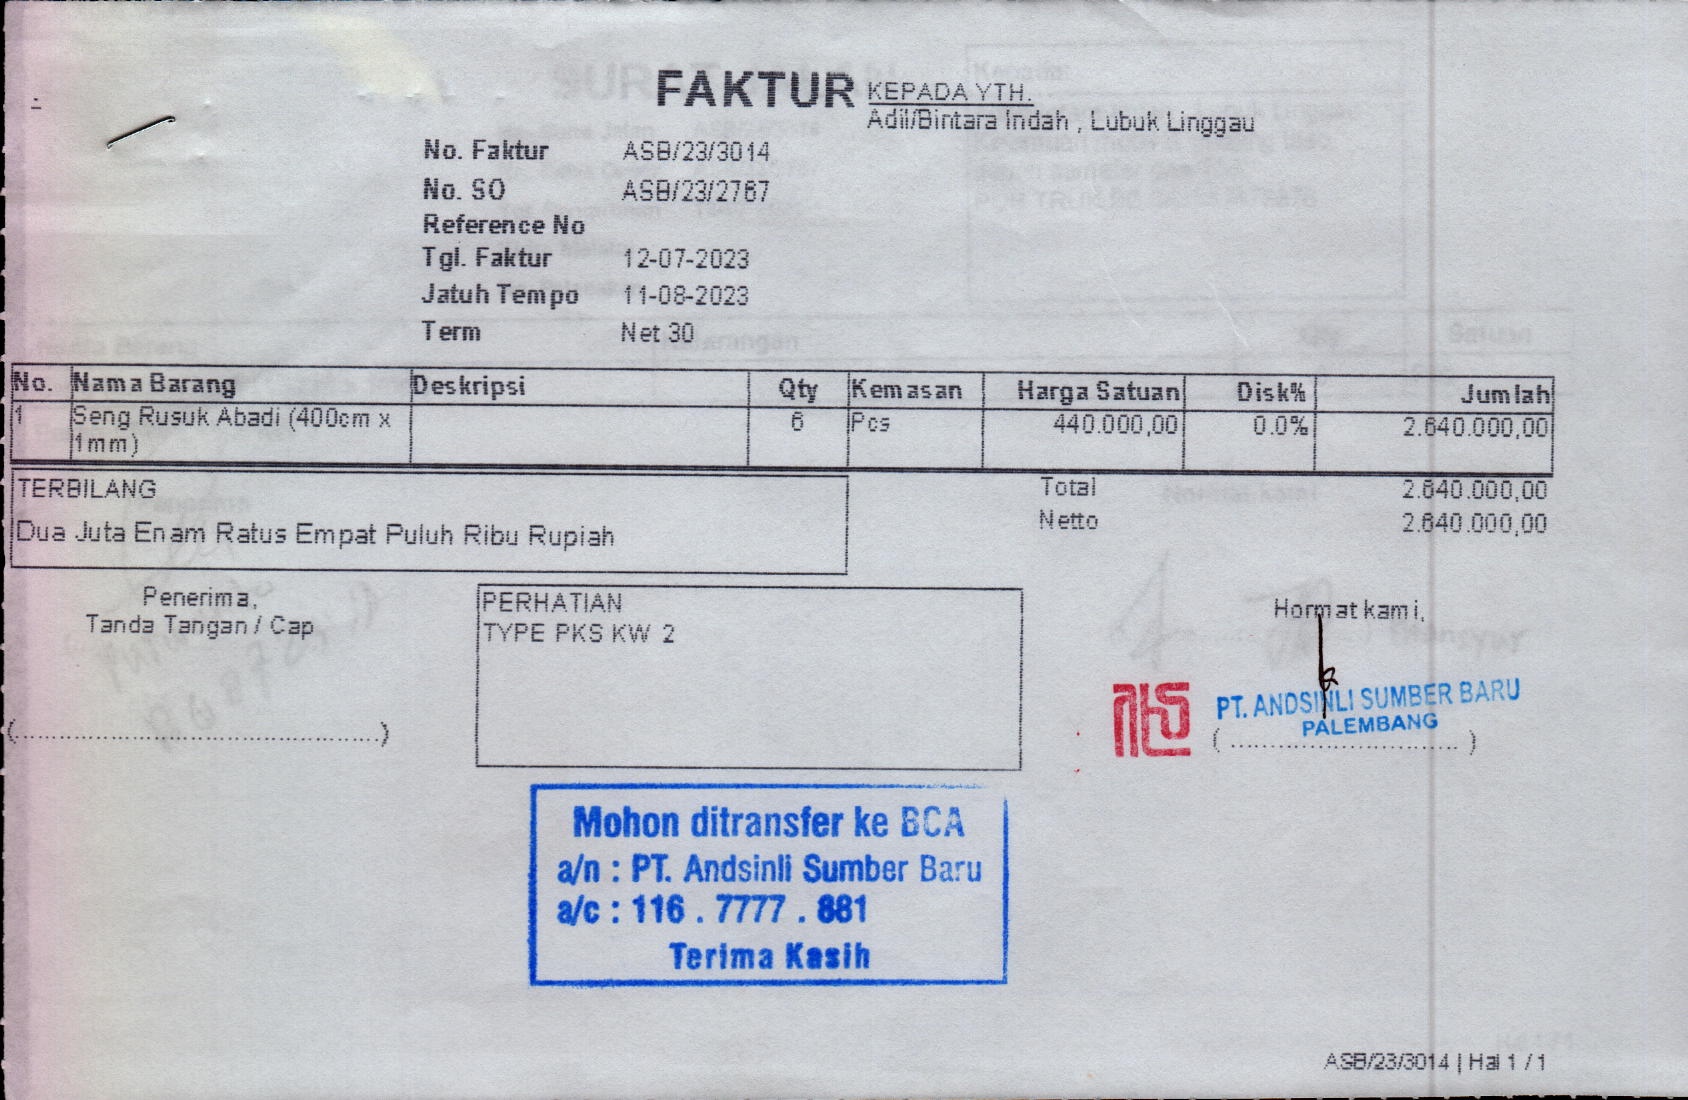 FAKTUR
KEPADA YTH.
Adil/Bintara Indah , Lubuk Linggau
No. Faktur ASB/23/3014
No. SO ASB/23/2767
Reference No
Tgl. Faktur 12-07-2023
Jatuh Tempo 11-08-2023
Term Net 30
No. Nama Barang Deskripsi Qty Kemasan Harga Satuan Disk% Jumlah
1 Seng Rusuk Abadi (400cm x 6 Pcs 440.000,00 0.0% 2.640.000,00
1mm)
TERBILANG
Dua Juta Enam Ratus Empat Puluh Ribu Rupiah
Total 2.640.000,00
Netto 2.640.000,00
Penerima,
Tanda Tangan / Cap
(..............................................)
PERHATIAN
TYPE PKS KW 2
Hormat kami,
PT. ANDSINLI SUMBER BARU
PALEMBANG
( ............................. )
Mohon ditransfer ke BCA
a/n : PT. Andsinli Sumber Baru
a/c : 116 . 7777 . 881
Terima Kasih
ASB/23/3014 | Hal 1 / 1